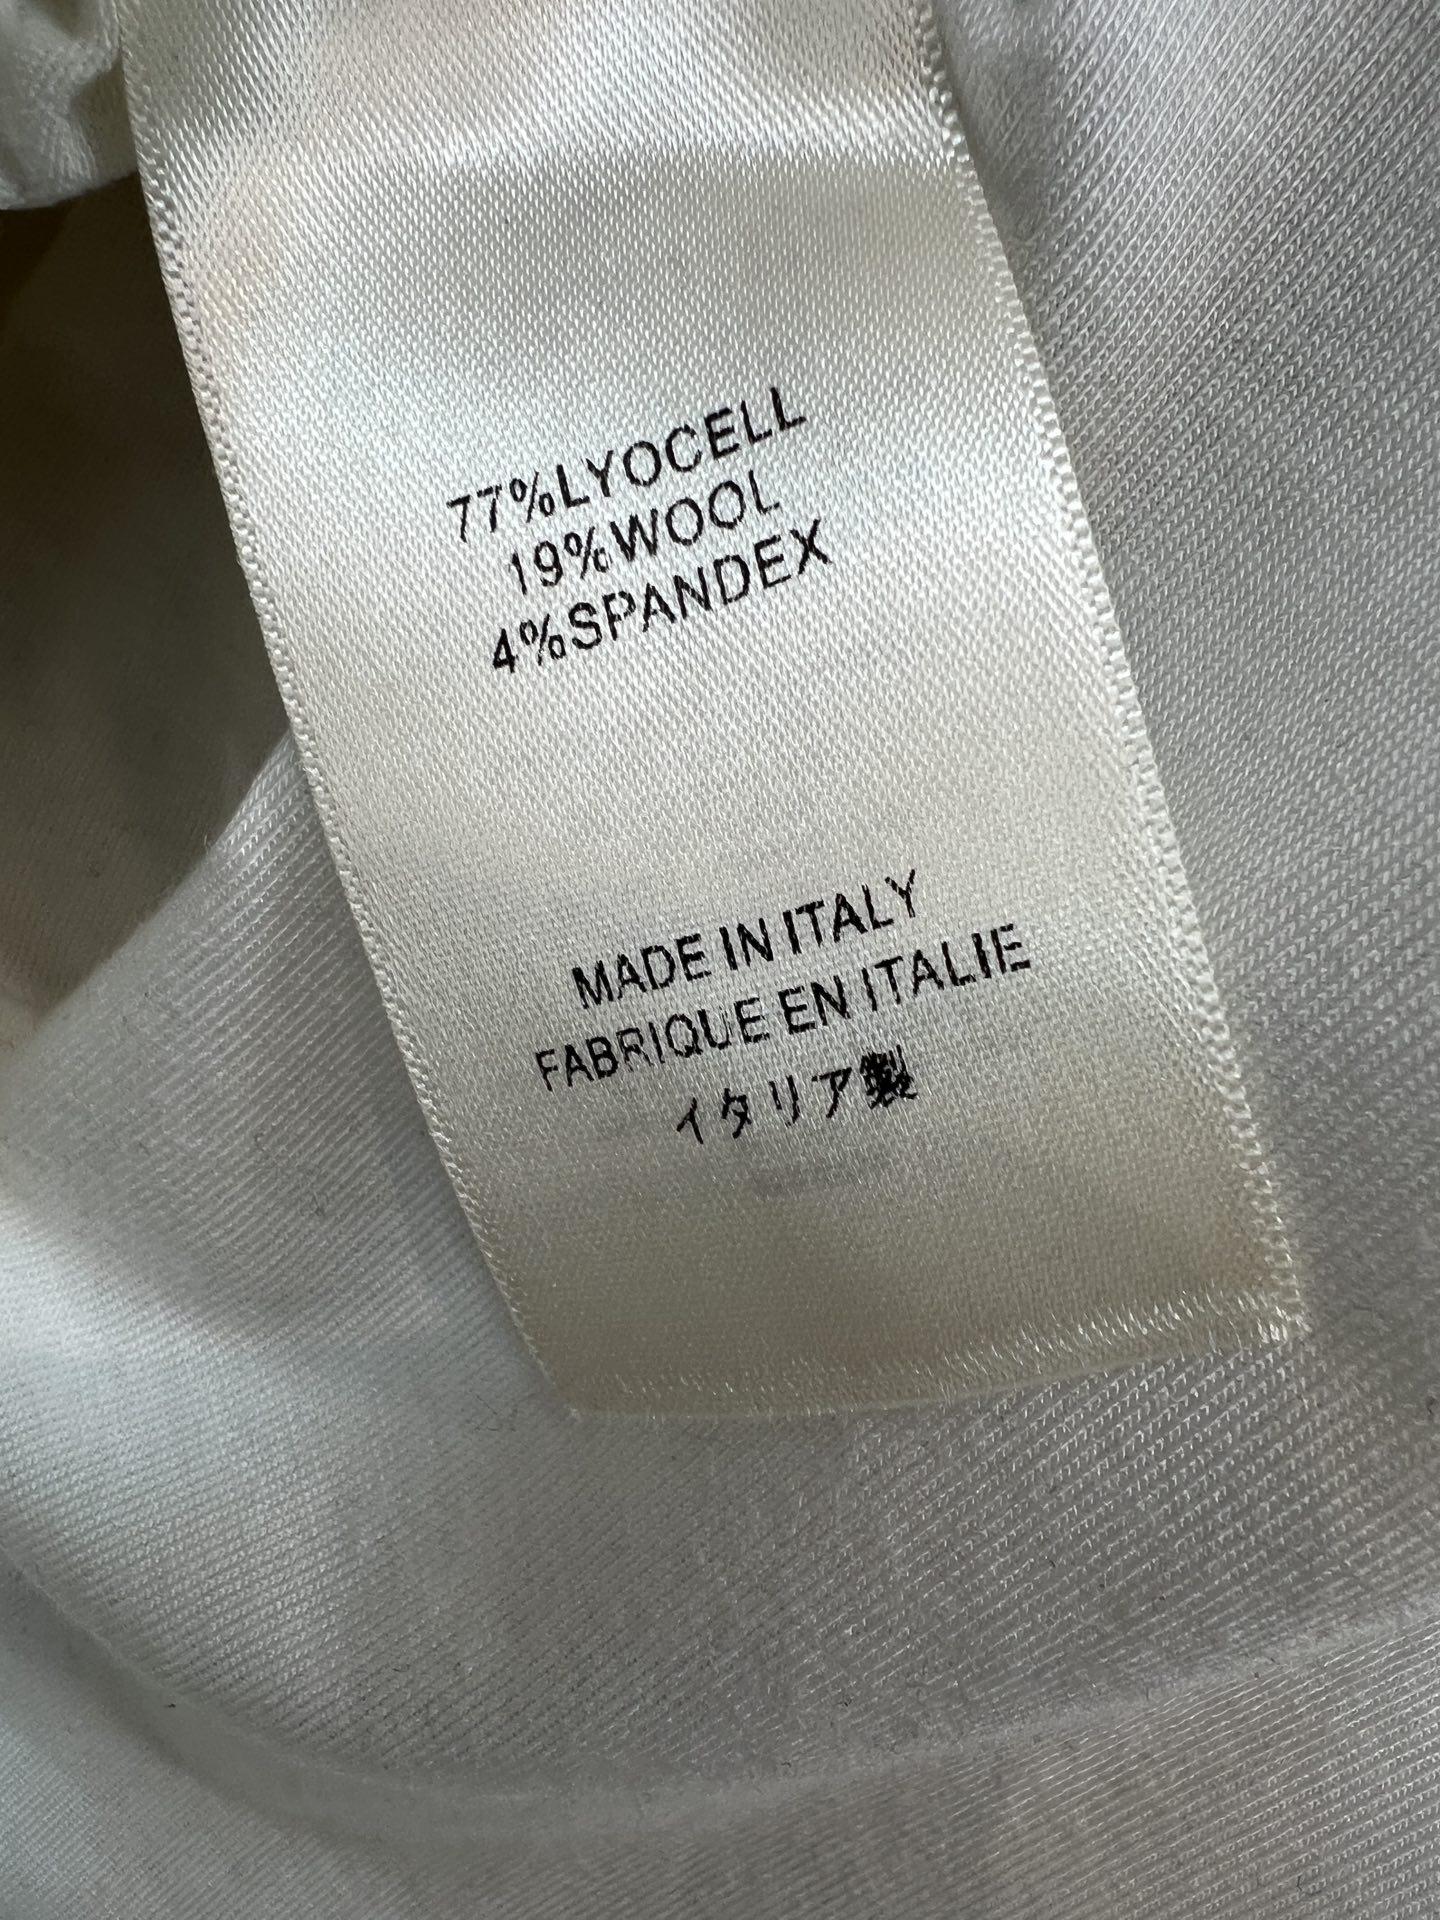 77%LYOCELL
19%WOOL
4%SPANDEX
MADE IN ITALY
FABRIQUE EN ITALIE
イタリア製